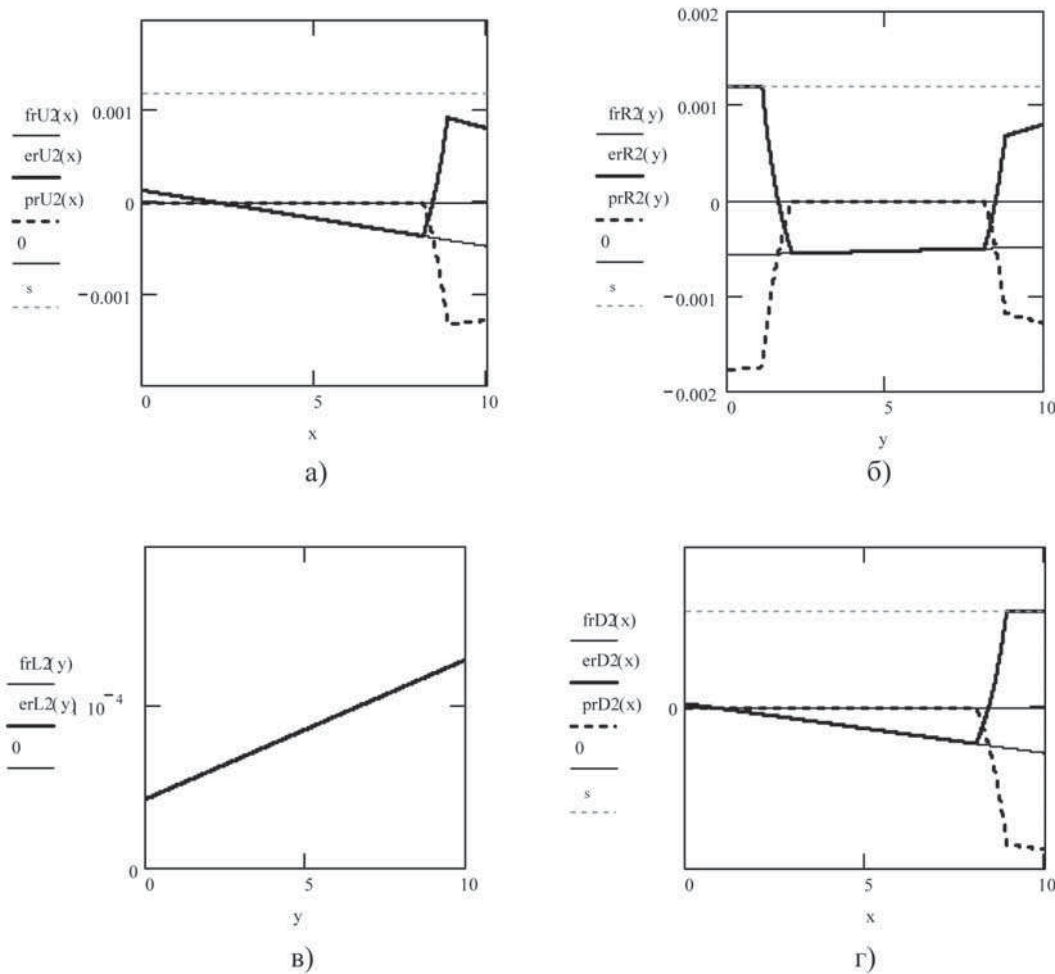 frU2(x)
erU2(x)
prU2(x)
0
s
0.001
0
−0.001
0
5
10
x
а)
frR2(y)
erR2(y)
prR2(y)
0
s
0.002
0.001
0
−0.001
−0.002
0
5
10
y
б)
frL2(y)
erL2(y)
0
10⁻⁴
0
0
5
10
y
в)
frD2(x)
erD2(x)
prD2(x)
0
s
0
0
5
10
x
г)